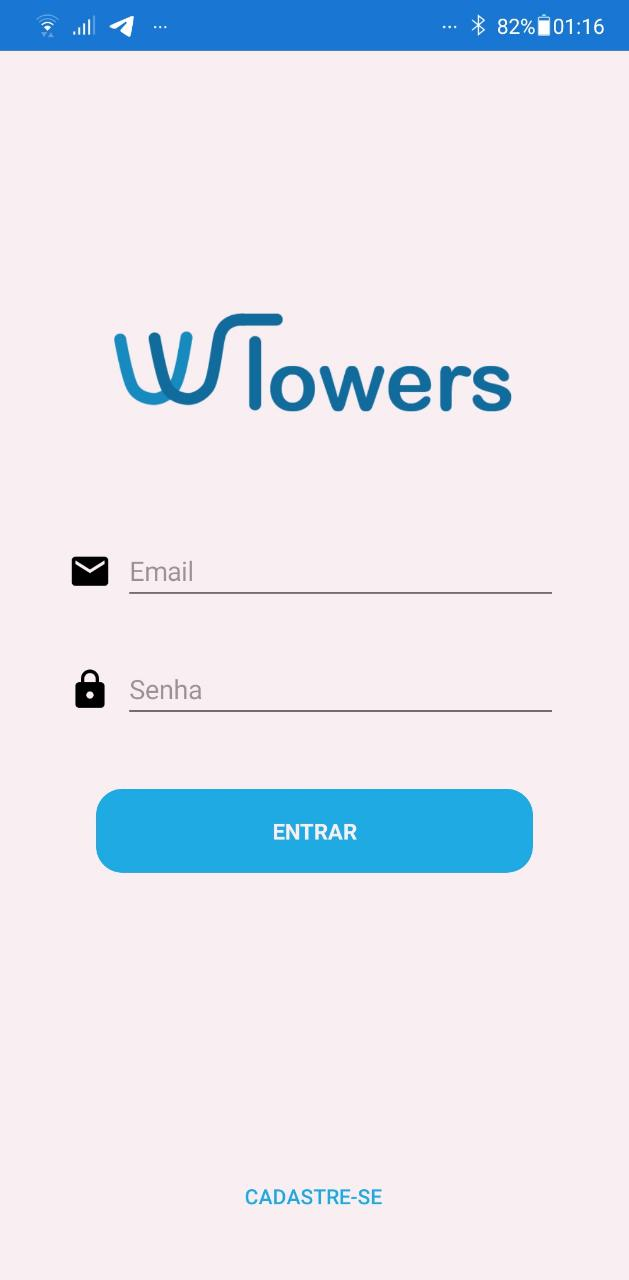 82% 01:16
WTowers
Email
Senha
ENTRAR
CADASTRE-SE